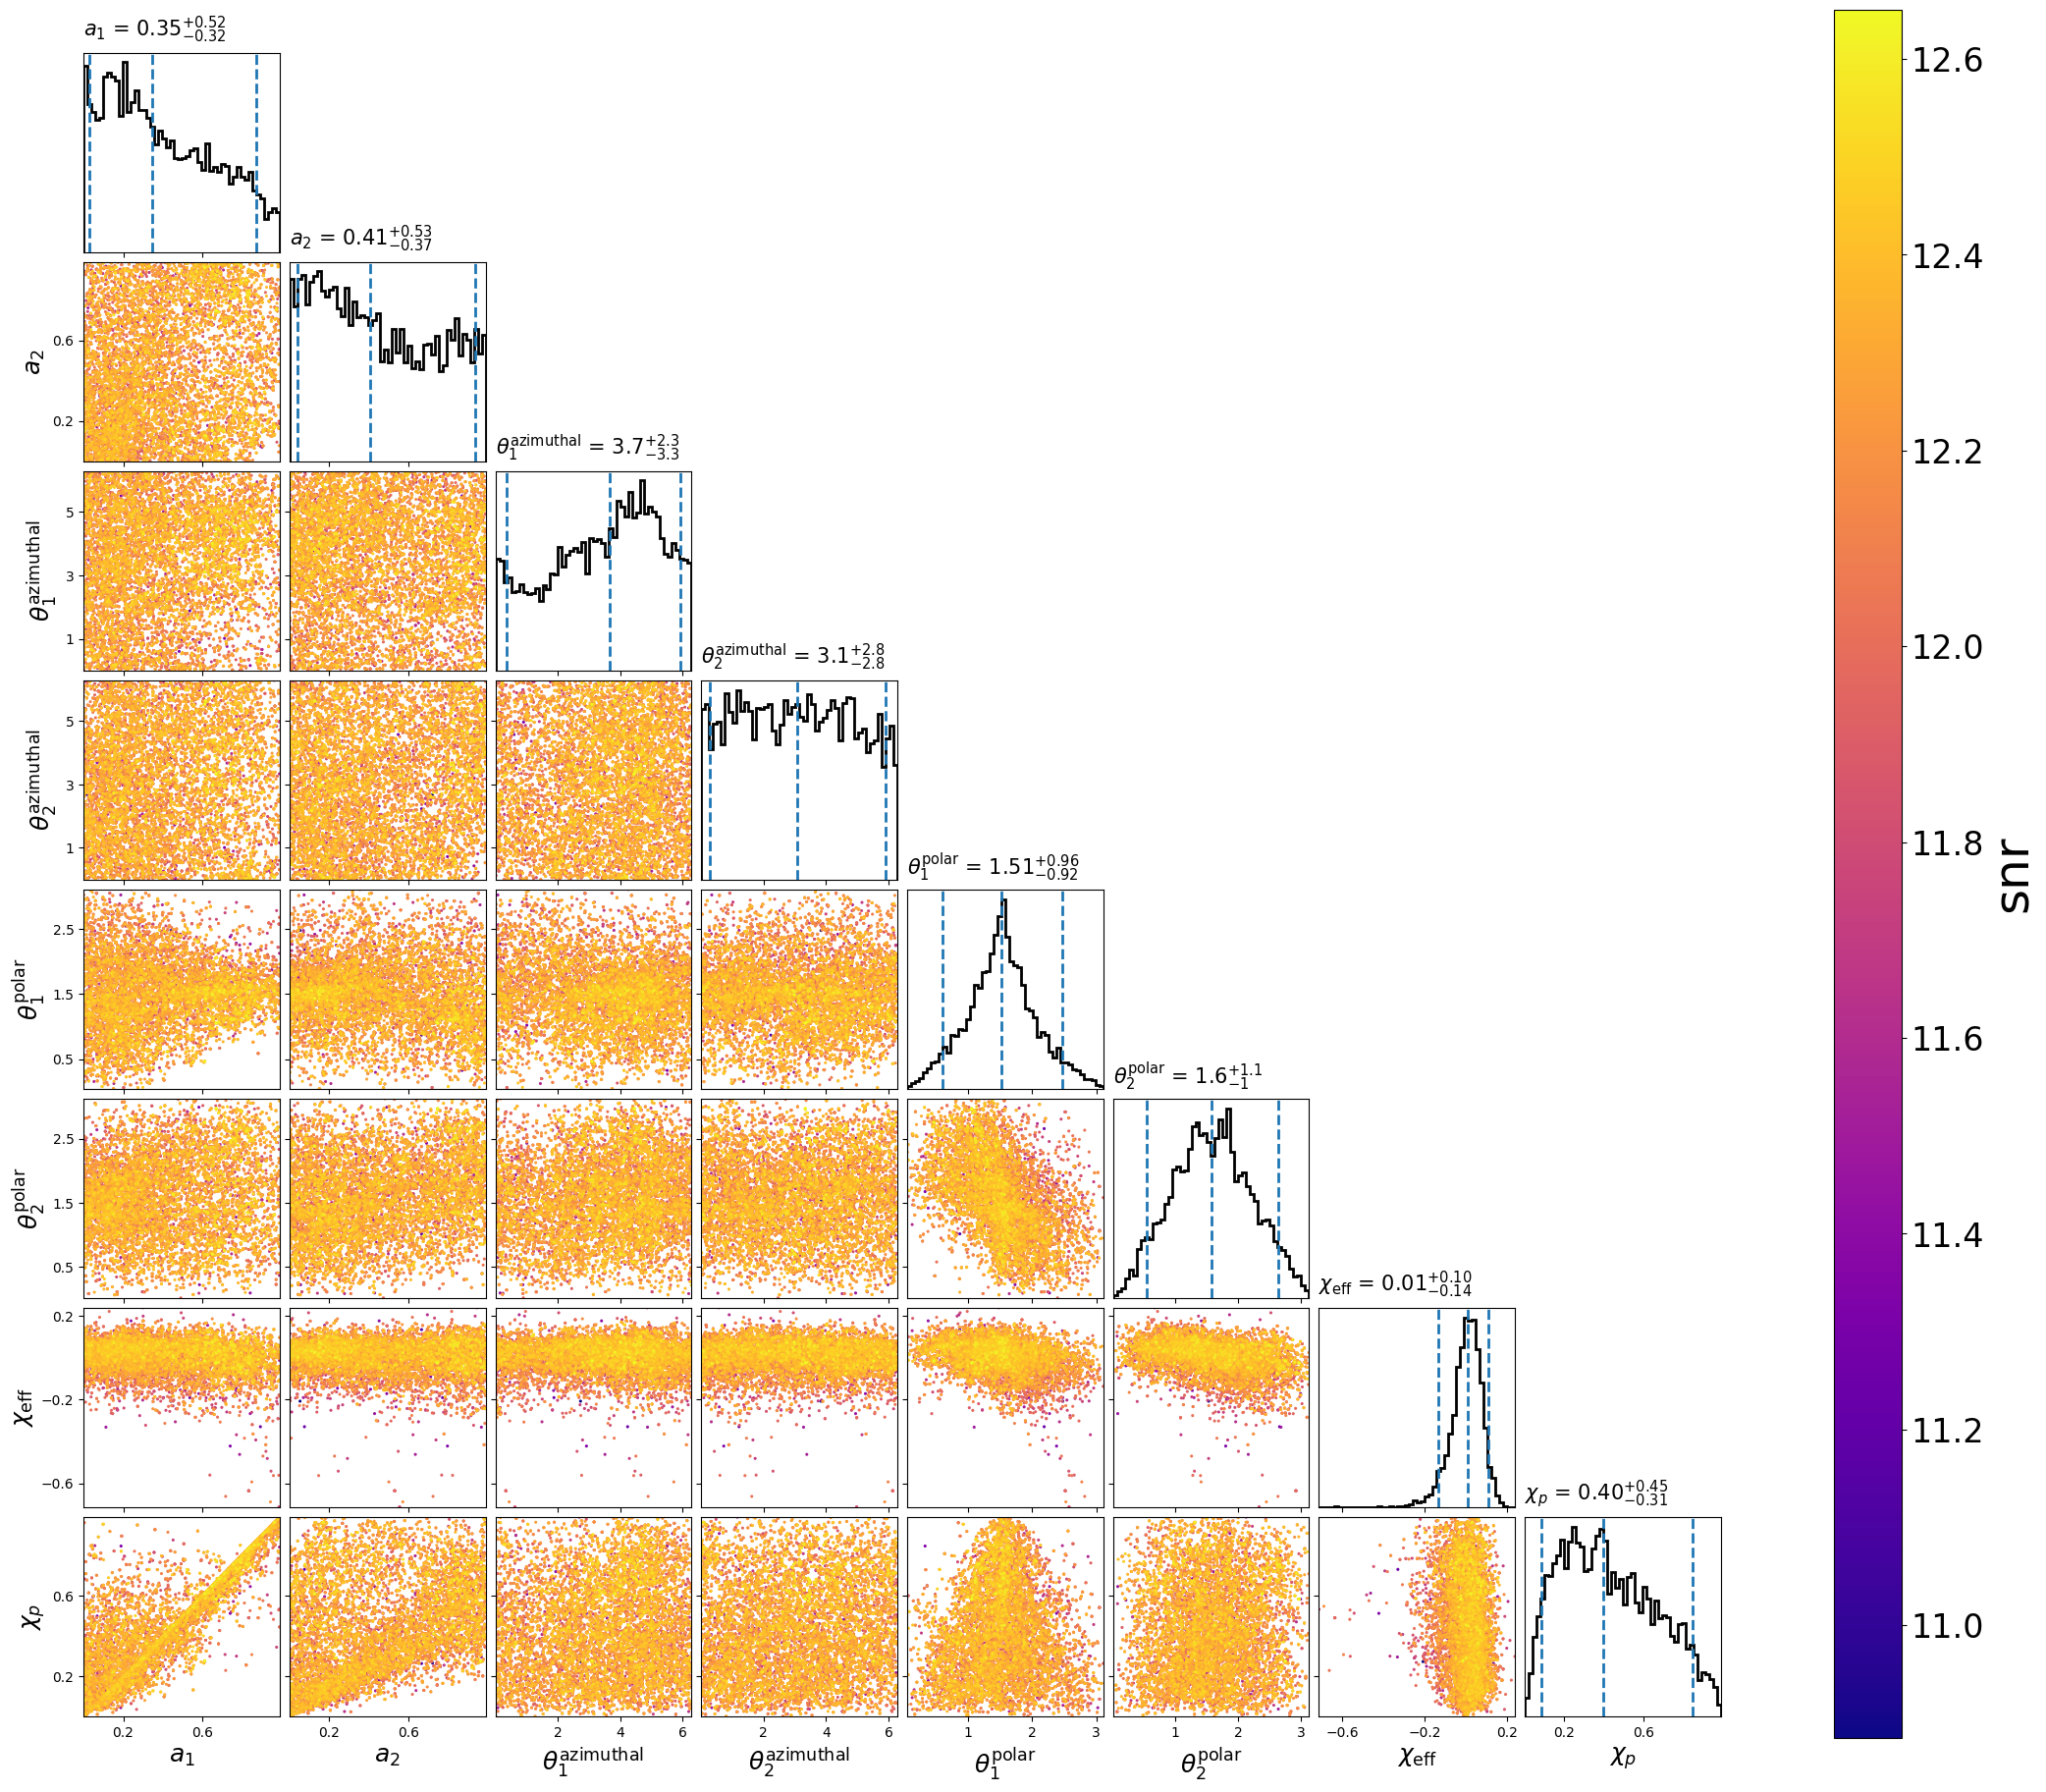 a₁ = 0.35⁺⁰·⁵²₋₀.₃₂
a₂ = 0.41⁺⁰·⁵³₋₀.₃₇
θ₁^azimuthal = 3.7⁺²·³₋₃.₃
θ₂^azimuthal = 3.1⁺²·⁸₋₂.₈
θ₁^polar = 1.51⁺⁰·⁹⁶₋₀.₉₂
θ₂^polar = 1.6⁺¹·¹₋₁
χ_eff = 0.01⁺⁰·¹⁰₋₀.₁₄
χ_p = 0.40⁺⁰·⁴⁵₋₀.₃₁
a₂
0.6
0.2
θ₁^azimuthal
5
3
1
θ₂^azimuthal
5
3
1
θ₁^polar
2.5
1.5
0.5
θ₂^polar
2.5
1.5
0.5
χ_eff
0.2
−0.2
−0.6
χ_p
0.6
0.2
0.2 0.6
0.2 0.6
2 4 6
2 4 6
1 2 3
1 2 3
−0.6 −0.2 0.2
0.2 0.6
a₁
a₂
θ₁^azimuthal
θ₂^azimuthal
θ₁^polar
θ₂^polar
χ_eff
χ_p
12.6
12.4
12.2
12.0
11.8
11.6
11.4
11.2
11.0
snr